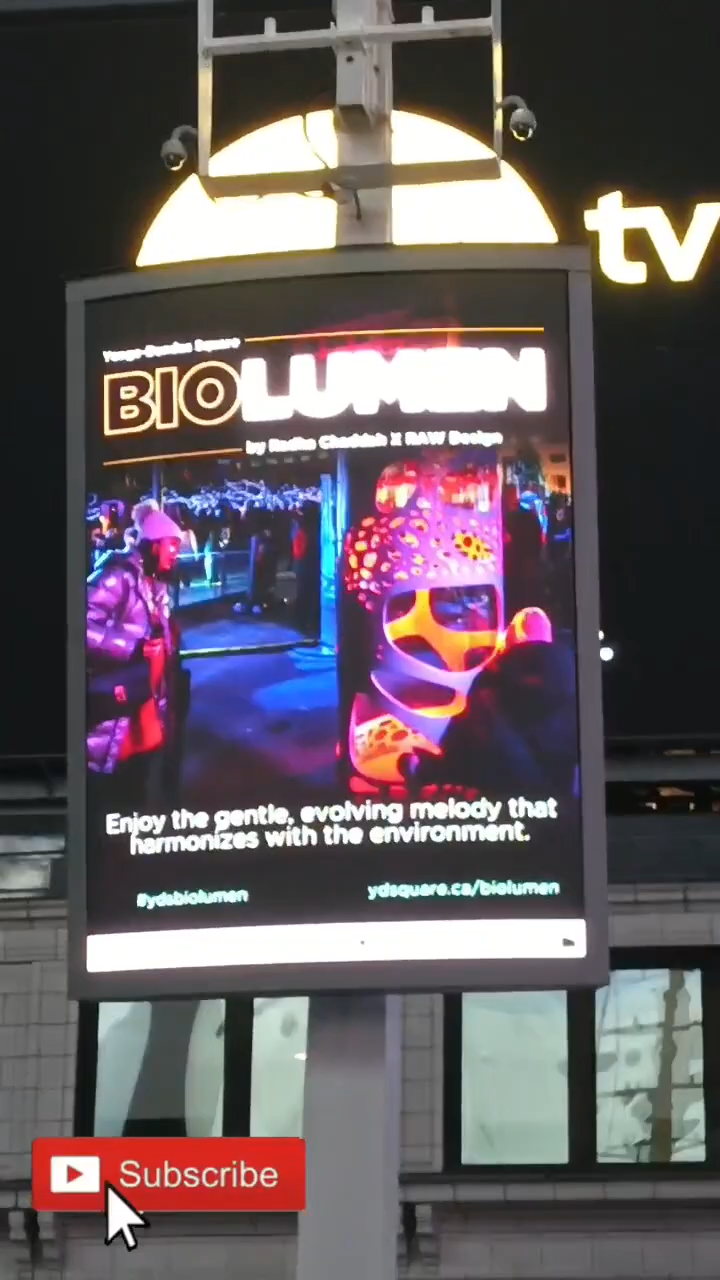 tv
Yonge-Dundas Square
BIOLUMEN
by Radha Chaddah X RAW Design
Enjoy the gentle, evolving melody that
harmonizes with the environment.
#ydsbiolumen
ydsquare.ca/biolumen
Subscribe